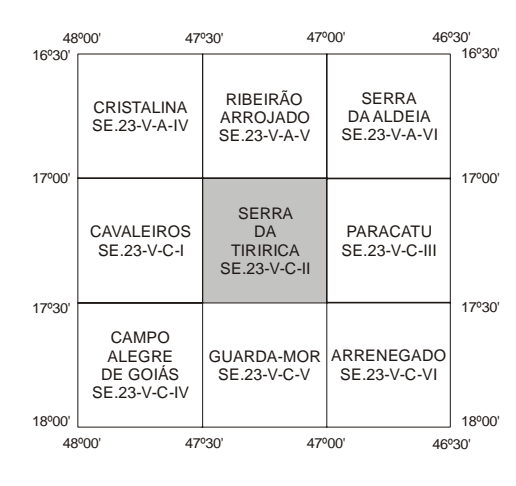 48º00' 47º30' 47º00' 46º30'
16º30' 16º30'
CRISTALINA
SE.23-V-A-IV
RIBEIRÃO
ARROJADO
SE.23-V-A-V
SERRA
DA ALDEIA
SE.23-V-A-VI
17º00' 17º00'
CAVALEIROS
SE.23-V-C-I
SERRA
DA
TIRIRICA
SE.23-V-C-II
PARACATU
SE.23-V-C-III
17º30' 17º30'
CAMPO
ALEGRE
DE GOIÁS
SE.23-V-C-IV
GUARDA-MOR
SE.23-V-C-V
ARRENEGADO
SE.23-V-C-VI
18º00' 18º00'
48º00' 47º30' 47º00' 46º30'